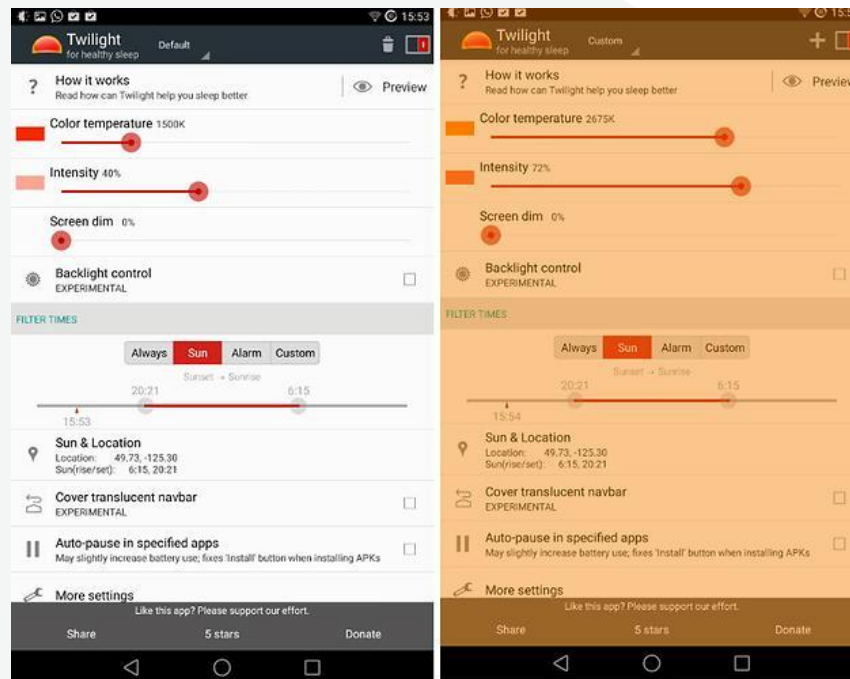 15:53
Twilight
for healthy sleep
Default
How it works
Read how can Twilight help you sleep better
Preview
Color temperature 1500K
Intensity 40%
Screen dim 0%
Backlight control
EXPERIMENTAL
FILTER TIMES
Always Sun Alarm Custom
Sunset → Sunrise
20:21 6:15
15:53
Sun & Location
Location: 49.73, -125.30
Sun(rise/set): 6:15, 20:21
Cover translucent navbar
EXPERIMENTAL
Auto-pause in specified apps
May slightly increase battery use; fixes 'Install' button when installing APKs
More settings
Like this app? Please support our effort.
Share 5 stars Donate
Twilight
for healthy sleep
Custom
How it works
Read how can Twilight help you sleep better
Preview
Color temperature 2675K
Intensity 72%
Screen dim 0%
Backlight control
EXPERIMENTAL
FILTER TIMES
Always Sun Alarm Custom
Sunset → Sunrise
20:21 6:15
15:54
Sun & Location
Location: 49.73, -125.30
Sun(rise/set): 6:15, 20:21
Cover translucent navbar
EXPERIMENTAL
Auto-pause in specified apps
May slightly increase battery use; fixes 'Install' button when installing APKs
More settings
Like this app? Please support our effort.
Share 5 stars Donate